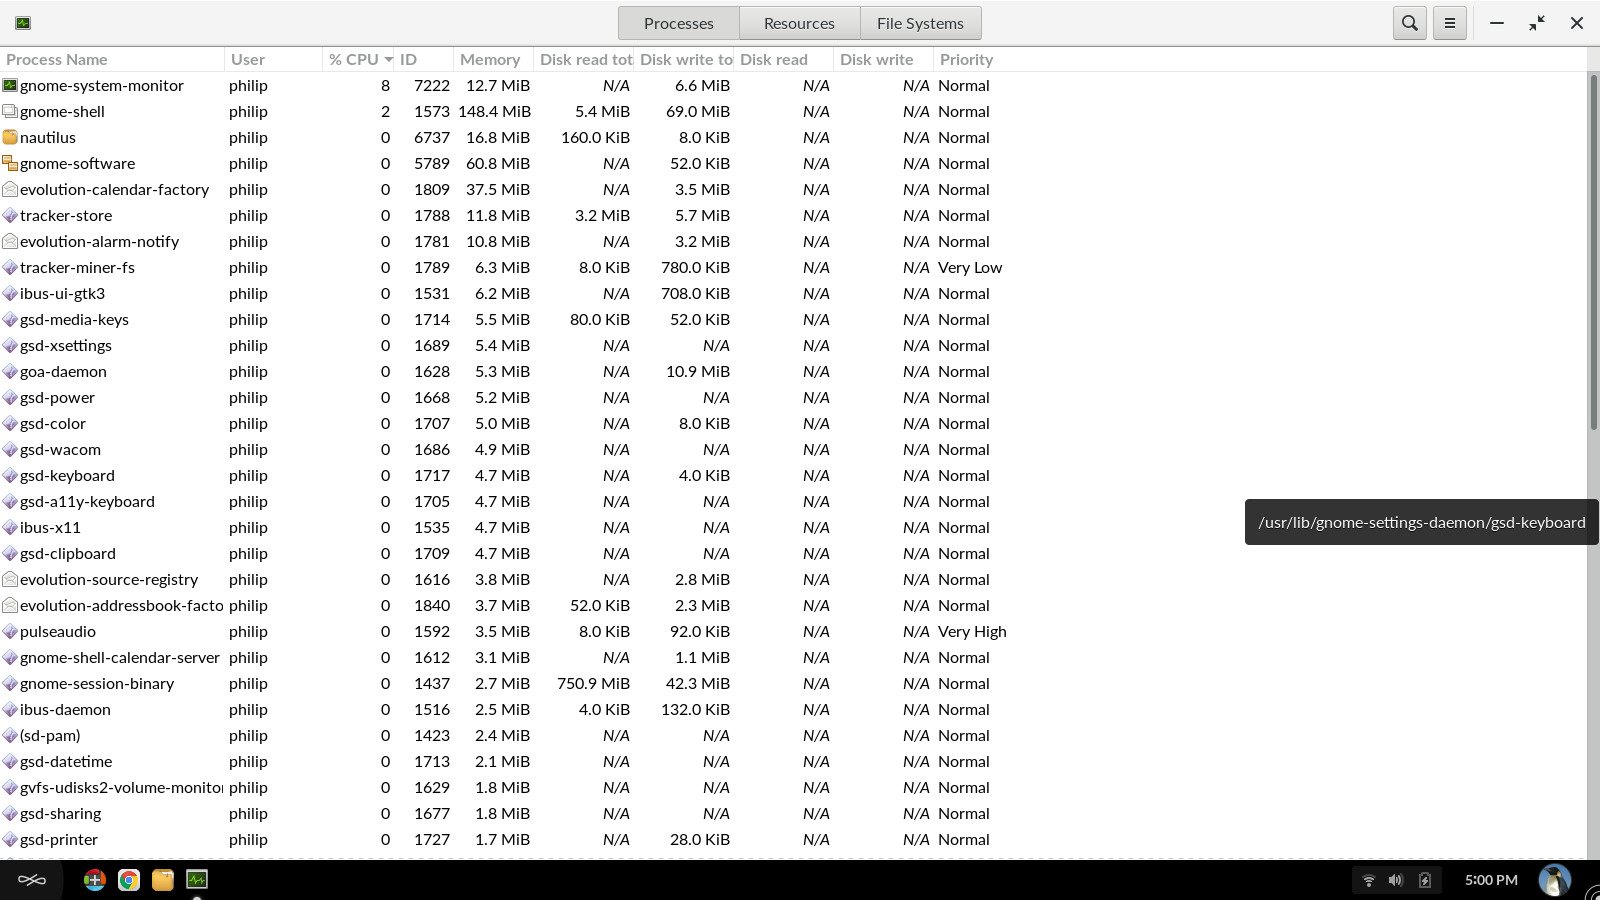 Processes Resources File Systems
Process Name User % CPU ID Memory Disk read tot Disk write to Disk read Disk write Priority
gnome-system-monitor philip 8 7222 12.7 MiB N/A 6.6 MiB N/A N/A Normal
gnome-shell philip 2 1573 148.4 MiB 5.4 MiB 69.0 MiB N/A N/A Normal
nautilus philip 0 6737 16.8 MiB 160.0 KiB 8.0 KiB N/A N/A Normal
gnome-software philip 0 5789 60.8 MiB N/A 52.0 KiB N/A N/A Normal
evolution-calendar-factory philip 0 1809 37.5 MiB N/A 3.5 MiB N/A N/A Normal
tracker-store philip 0 1788 11.8 MiB 3.2 MiB 5.7 MiB N/A N/A Normal
evolution-alarm-notify philip 0 1781 10.8 MiB N/A 3.2 MiB N/A N/A Normal
tracker-miner-fs philip 0 1789 6.3 MiB 8.0 KiB 780.0 KiB N/A N/A Very Low
ibus-ui-gtk3 philip 0 1531 6.2 MiB N/A 708.0 KiB N/A N/A Normal
gsd-media-keys philip 0 1714 5.5 MiB 80.0 KiB 52.0 KiB N/A N/A Normal
gsd-xsettings philip 0 1689 5.4 MiB N/A N/A N/A N/A Normal
goa-daemon philip 0 1628 5.3 MiB N/A 10.9 MiB N/A N/A Normal
gsd-power philip 0 1668 5.2 MiB N/A N/A N/A N/A Normal
gsd-color philip 0 1707 5.0 MiB N/A 8.0 KiB N/A N/A Normal
gsd-wacom philip 0 1686 4.9 MiB N/A N/A N/A N/A Normal
gsd-keyboard philip 0 1717 4.7 MiB N/A 4.0 KiB N/A N/A Normal
gsd-a11y-keyboard philip 0 1705 4.7 MiB N/A N/A N/A N/A Normal
/usr/lib/gnome-settings-daemon/gsd-keyboard
ibus-x11 philip 0 1535 4.7 MiB N/A N/A N/A N/A Normal
gsd-clipboard philip 0 1709 4.7 MiB N/A N/A N/A N/A Normal
evolution-source-registry philip 0 1616 3.8 MiB N/A 2.8 MiB N/A N/A Normal
evolution-addressbook-facto philip 0 1840 3.7 MiB 52.0 KiB 2.3 MiB N/A N/A Normal
pulseaudio philip 0 1592 3.5 MiB 8.0 KiB 92.0 KiB N/A N/A Very High
gnome-shell-calendar-server philip 0 1612 3.1 MiB N/A 1.1 MiB N/A N/A Normal
gnome-session-binary philip 0 1437 2.7 MiB 750.9 MiB 42.3 MiB N/A N/A Normal
ibus-daemon philip 0 1516 2.5 MiB 4.0 KiB 132.0 KiB N/A N/A Normal
(sd-pam) philip 0 1423 2.4 MiB N/A N/A N/A N/A Normal
gsd-datetime philip 0 1713 2.1 MiB N/A N/A N/A N/A Normal
gvfs-udisks2-volume-monitor philip 0 1629 1.8 MiB N/A N/A N/A N/A Normal
gsd-sharing philip 0 1677 1.8 MiB N/A N/A N/A N/A Normal
gsd-printer philip 0 1727 1.7 MiB N/A 28.0 KiB N/A N/A Normal
5:00 PM